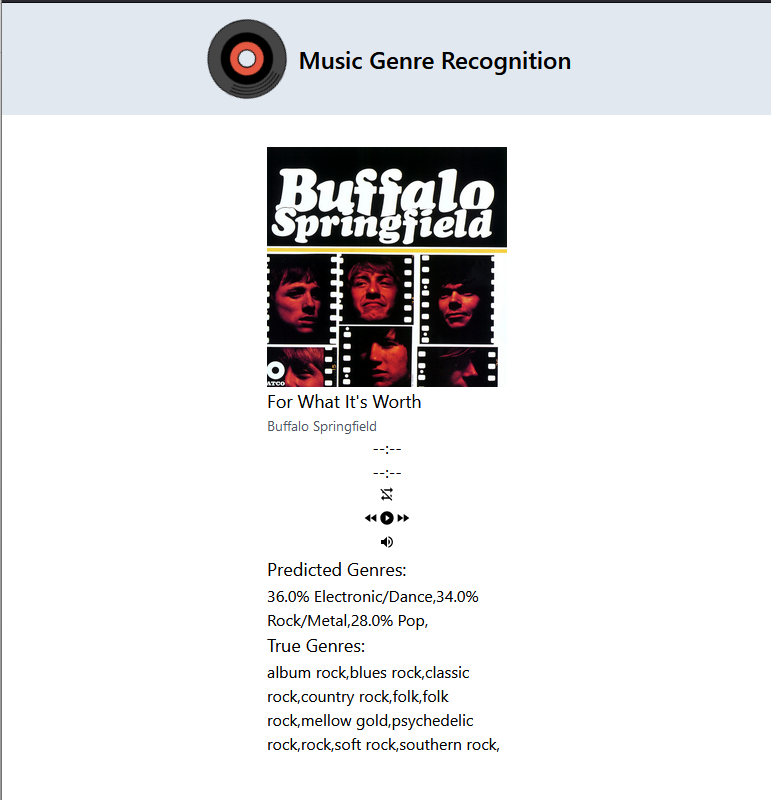 Music Genre Recognition
Buffalo
Springfield
ATCO
For What It's Worth
Buffalo Springfield
--:--
--:--
Predicted Genres:
36.0% Electronic/Dance,34.0%
Rock/Metal,28.0% Pop,
True Genres:
album rock,blues rock,classic
rock,country rock,folk,folk
rock,mellow gold,psychedelic
rock,rock,soft rock,southern rock,